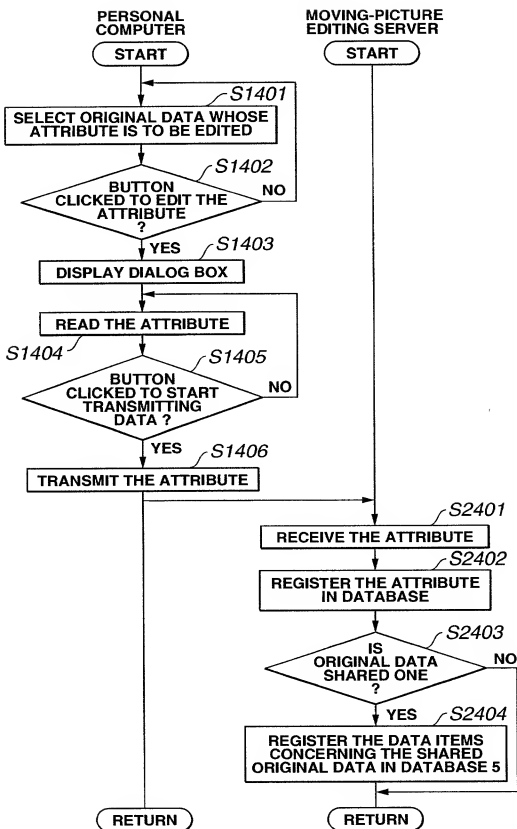 PERSONAL
COMPUTER
START
S1401
SELECT ORIGINAL DATA WHOSE
ATTRIBUTE IS TO BE EDITED
S1402
BUTTON
CLICKED TO EDIT THE
ATTRIBUTE
?
NO
YES
S1403
DISPLAY DIALOG BOX
READ THE ATTRIBUTE
S1404
S1405
BUTTON
CLICKED TO START
TRANSMITTING
DATA ?
NO
YES
S1406
TRANSMIT THE ATTRIBUTE
RETURN
MOVING-PICTURE
EDITING SERVER
START
S2401
RECEIVE THE ATTRIBUTE
S2402
REGISTER THE ATTRIBUTE
IN DATABASE
S2403
IS
ORIGINAL DATA
SHARED ONE
?
NO
YES
S2404
REGISTER THE DATA ITEMS
CONCERNING THE SHARED
ORIGINAL DATA IN DATABASE 5
RETURN